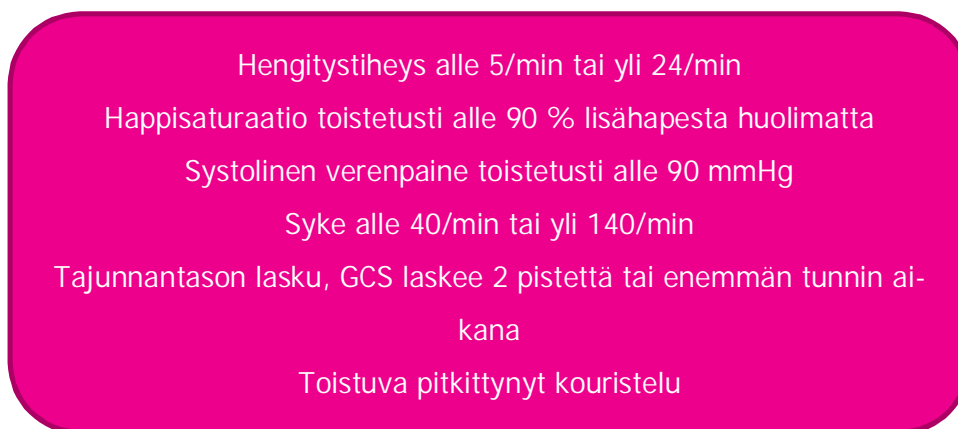 Hengitystiheys alle 5/min tai yli 24/min
Happisaturaatio toistetusti alle 90 % lisähapesta huolimatta
Systolinen verenpaine toistetusti alle 90 mmHg
Syke alle 40/min tai yli 140/min
Tajunnantason lasku, GCS laskee 2 pistettä tai enemmän tunnin ai-
kana
Toistuva pitkittynyt kouristelu